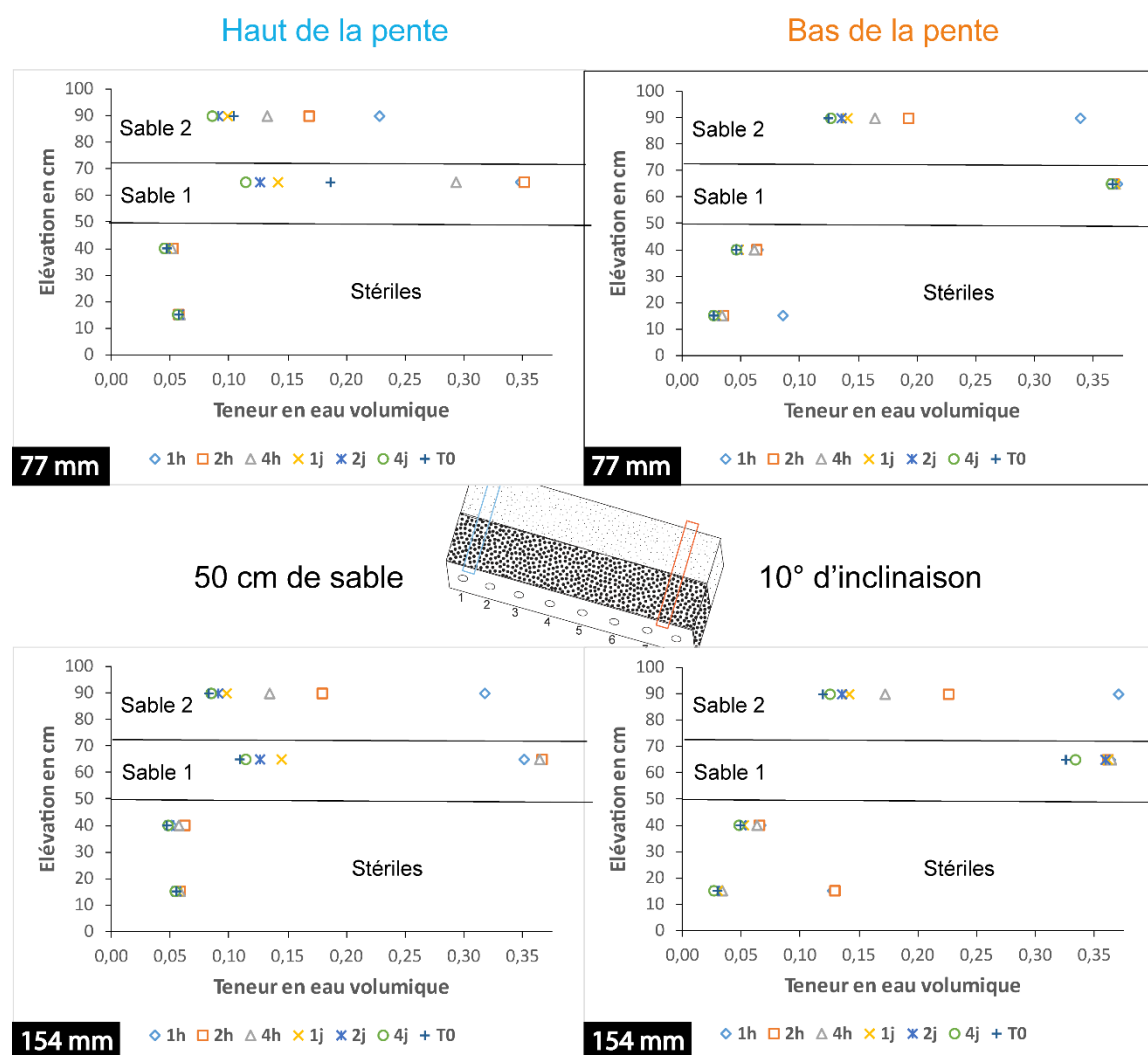 Haut de la pente
Bas de la pente
Elévation en cm
100
90
80
70
60
50
40
30
20
10
0
Sable 2
Sable 1
Stériles
0,00 0,05 0,10 0,15 0,20 0,25 0,30 0,35
Teneur en eau volumique
1h 2h 4h 1j 2j 4j T0
77 mm
Elévation en cm
100
90
80
70
60
50
40
30
20
10
0
Sable 2
Sable 1
Stériles
0,00 0,05 0,10 0,15 0,20 0,25 0,30 0,35
Teneur en eau volumique
1h 2h 4h 1j 2j 4j T0
77 mm
50 cm de sable
1 2 3 4 5 6
10° d’inclinaison
Elévation en cm
100
90
80
70
60
50
40
30
20
10
0
Sable 2
Sable 1
Stériles
0,00 0,05 0,10 0,15 0,20 0,25 0,30 0,35
Teneur en eau volumique
1h 2h 4h 1j 2j 4j T0
154 mm
Elévation en cm
100
90
80
70
60
50
40
30
20
10
0
Sable 2
Sable 1
Stériles
0,00 0,05 0,10 0,15 0,20 0,25 0,30 0,35
Teneur en eau volumique
1h 2h 4h 1j 2j 4j T0
154 mm